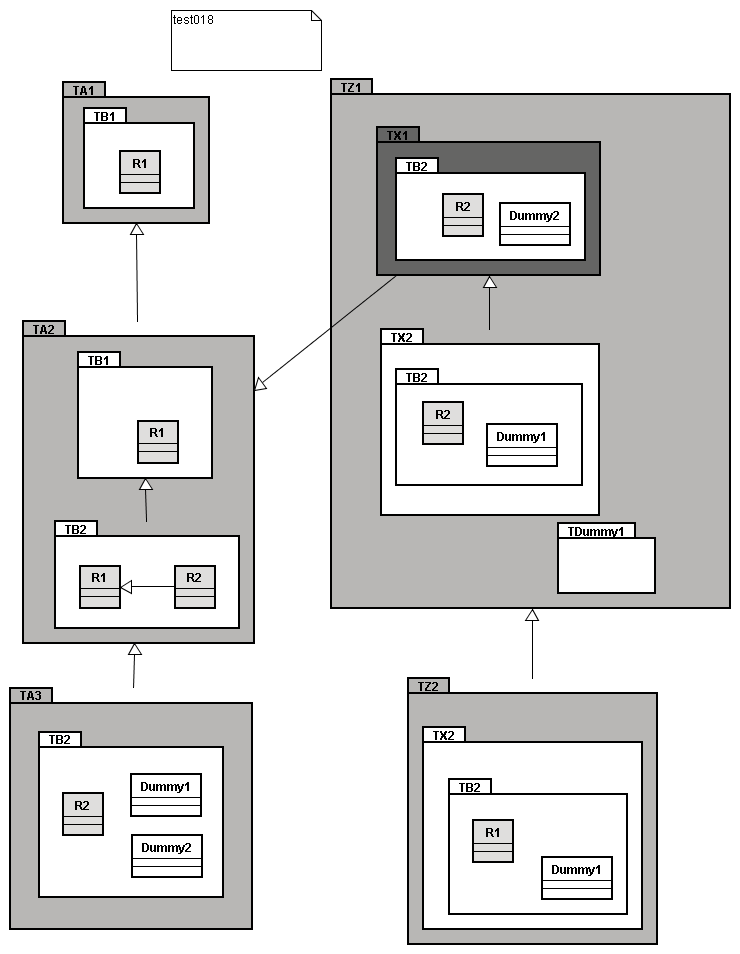 test018
TA1
TB1
R1
TZ1
TX1
TB2
R2
Dummy2
TX2
TB2
R2
Dummy1
TDummy1
TA2
TB1
R1
TB2
R1
R2
TA3
TB2
R2
Dummy1
Dummy2
TZ2
TX2
TB2
R1
Dummy1